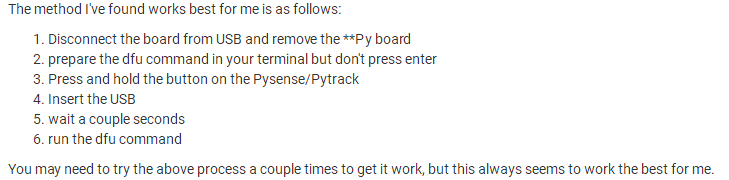 The method I've found works best for me is as follows:
1. Disconnect the board from USB and remove the **Py board
2. prepare the dfu command in your terminal but don't press enter
3. Press and hold the button on the Pysense/Pytrack
4. Insert the USB
5. wait a couple seconds
6. run the dfu command
You may need to try the above process a couple times to get it work, but this always seems to work the best for me.